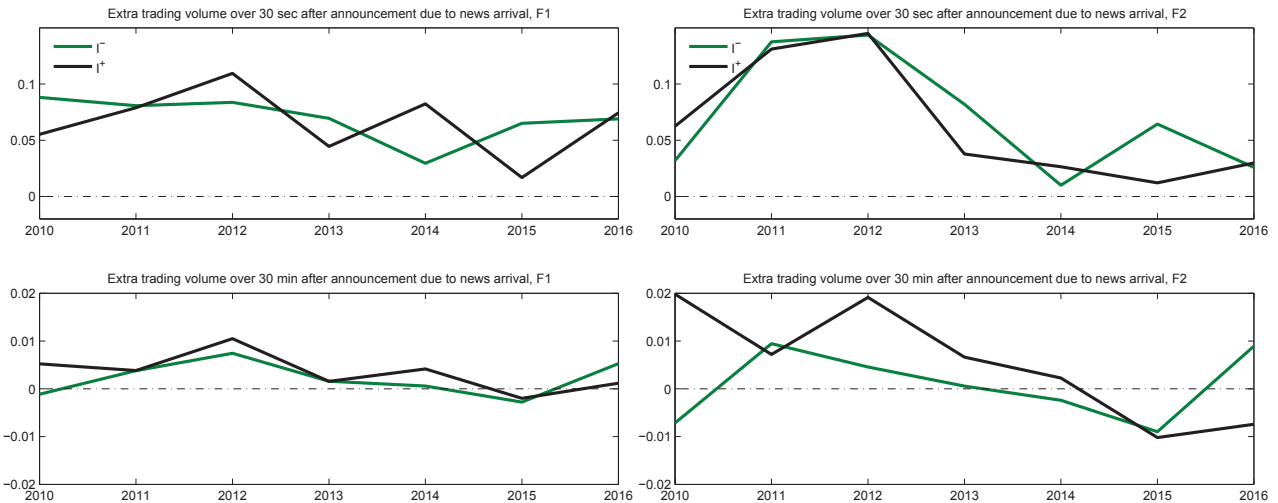 Extra trading volume over 30 sec after announcement due to news arrival, F1
I⁻
I⁺
0.1
0.05
0
2010 2011 2012 2013 2014 2015 2016
Extra trading volume over 30 sec after announcement due to news arrival, F2
I⁻
I⁺
0.1
0.05
0
2010 2011 2012 2013 2014 2015 2016
Extra trading volume over 30 min after announcement due to news arrival, F1
0.02
0.01
0
−0.01
−0.02
2010 2011 2012 2013 2014 2015 2016
Extra trading volume over 30 min after announcement due to news arrival, F2
0.02
0.01
0
−0.01
−0.02
2010 2011 2012 2013 2014 2015 2016